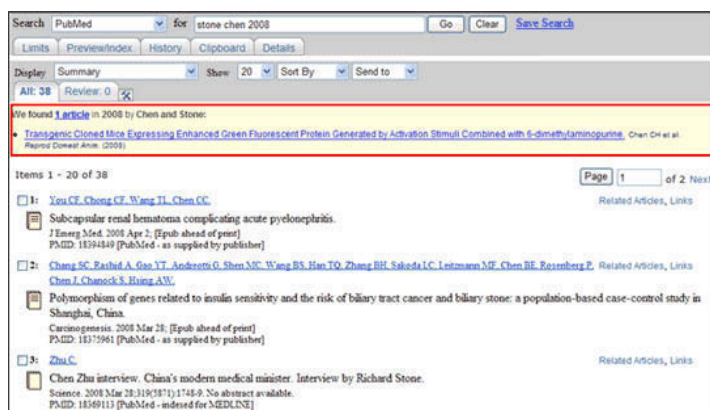 Search PubMed for stone chen 2008 Go Clear Save Search
Limits Preview/Index History Clipboard Details
Display Summary Show 20 Sort By Send to
All: 38 Review: 0
We found 1 article in 2008 by Chen and Stone:
Transgenic Cloned Mice Expressing Enhanced Green Fluorescent Protein Generated by Activation Stimuli Combined with 6-dimethylaminopurine. Chen CH et al.
Reprod Domest Anim. (2008)
Items 1 - 20 of 38 Page 1 of 2 Next
1: You CF, Chong CF, Wang TL, Chen CC. Related Articles, Links
Subcapsular renal hematoma complicating acute pyelonephritis.
J Emerg Med. 2008 Apr 2; [Epub ahead of print]
PMID: 18394849 [PubMed - as supplied by publisher]
2: Chang SC, Rashid A, Gao YT, Andreotti G, Shen MC, Wang BS, Han TQ, Zhang BH, Sakoda LC, Leitzmann MF, Chen BE, Rosenberg P, Related Articles, Links
Chen J, Chanock S, Hsing AW.
Polymorphism of genes related to insulin sensitivity and the risk of biliary tract cancer and biliary stone: a population-based case-control study in
Shanghai, China.
Carcinogenesis. 2008 Mar 28; [Epub ahead of print]
PMID: 18375961 [PubMed - as supplied by publisher]
3: Zhu C. Related Articles, Links
Chen Zhu interview. China's modern medical minister. Interview by Richard Stone.
Science. 2008 Mar 28;319(5871):1748-9. No abstract available.
PMID: 18369113 [PubMed - indexed for MEDLINE]